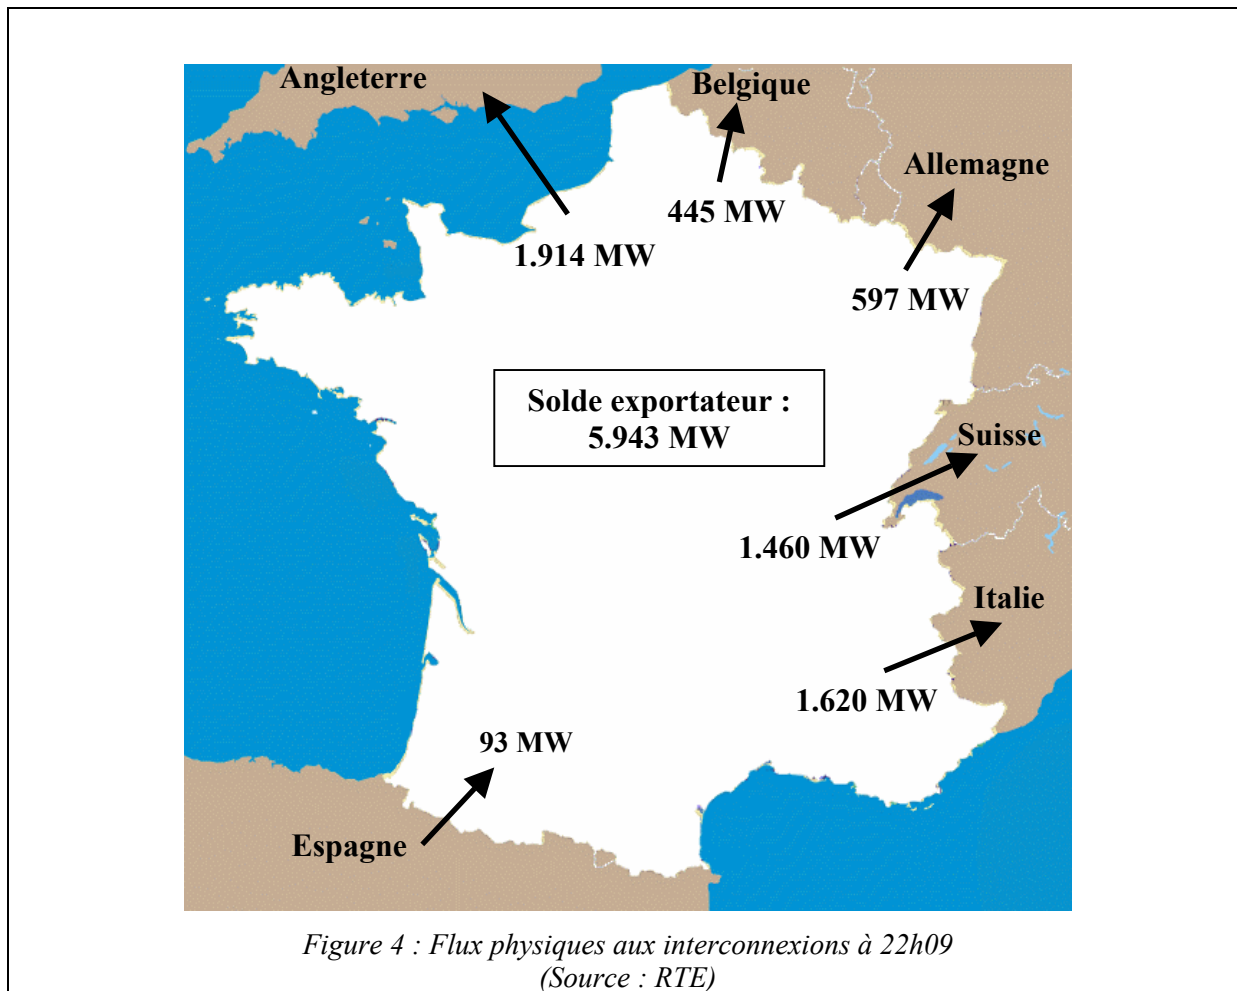 Angleterre
Belgique
Allemagne
445 MW
1.914 MW
597 MW
Solde exportateur :
5.943 MW
Suisse
1.460 MW
Italie
1.620 MW
93 MW
Espagne
Figure 4 : Flux physiques aux interconnexions à 22h09
(Source : RTE)